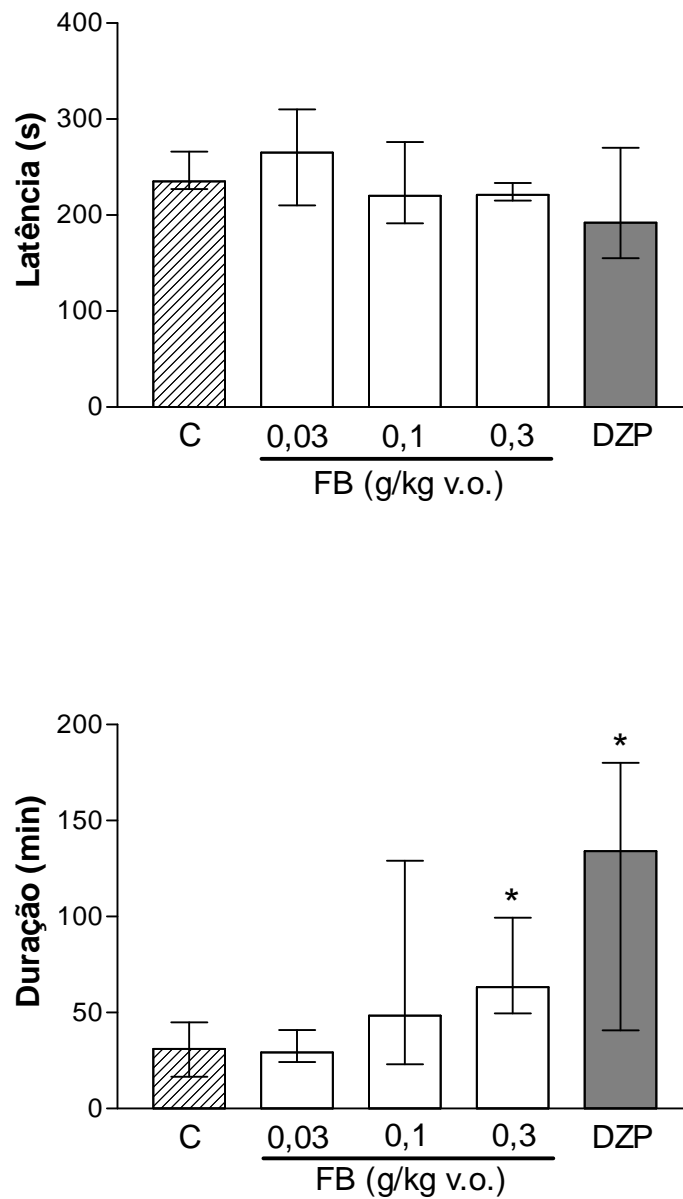 400
300
200
100
0
Latência (s)
C 0,03 0,1 0,3 DZP
FB (g/kg v.o.)
200
150
100
50
0
Duração (min)
*
*
C 0,03 0,1 0,3 DZP
FB (g/kg v.o.)